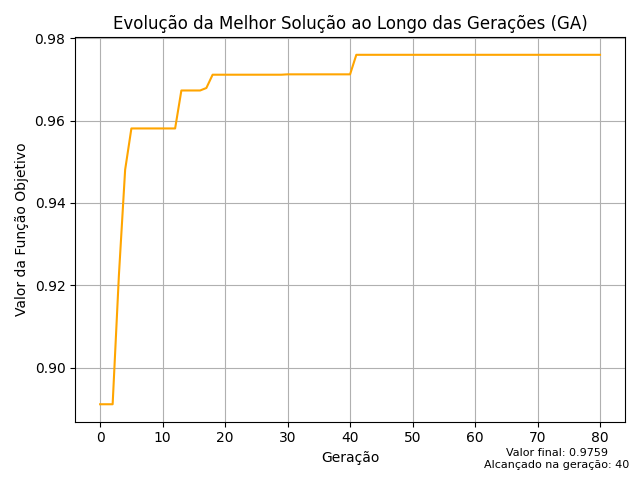 Evolução da Melhor Solução ao Longo das Gerações (GA)
Valor da Função Objetivo
0.98
0.96
0.94
0.92
0.90
0 10 20 30 40 50 60 70 80
Geração
Valor final: 0.9759
Alcançado na geração: 40